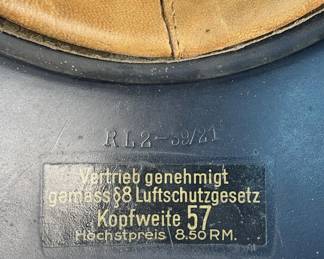 RL2-39/21
Vertrieb genehmigt
gemäss §8 Luftschutzgesetz
Kopfweite 57
Höchstpreis 8.50 RM.